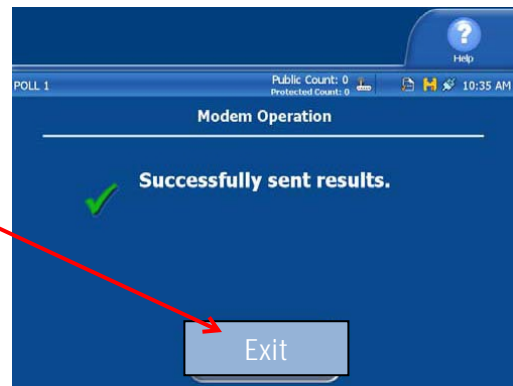 Help
POLL 1
Public Count: 0
Protected Count: 0
10:35 AM
Modem Operation
Successfully sent results.
Exit